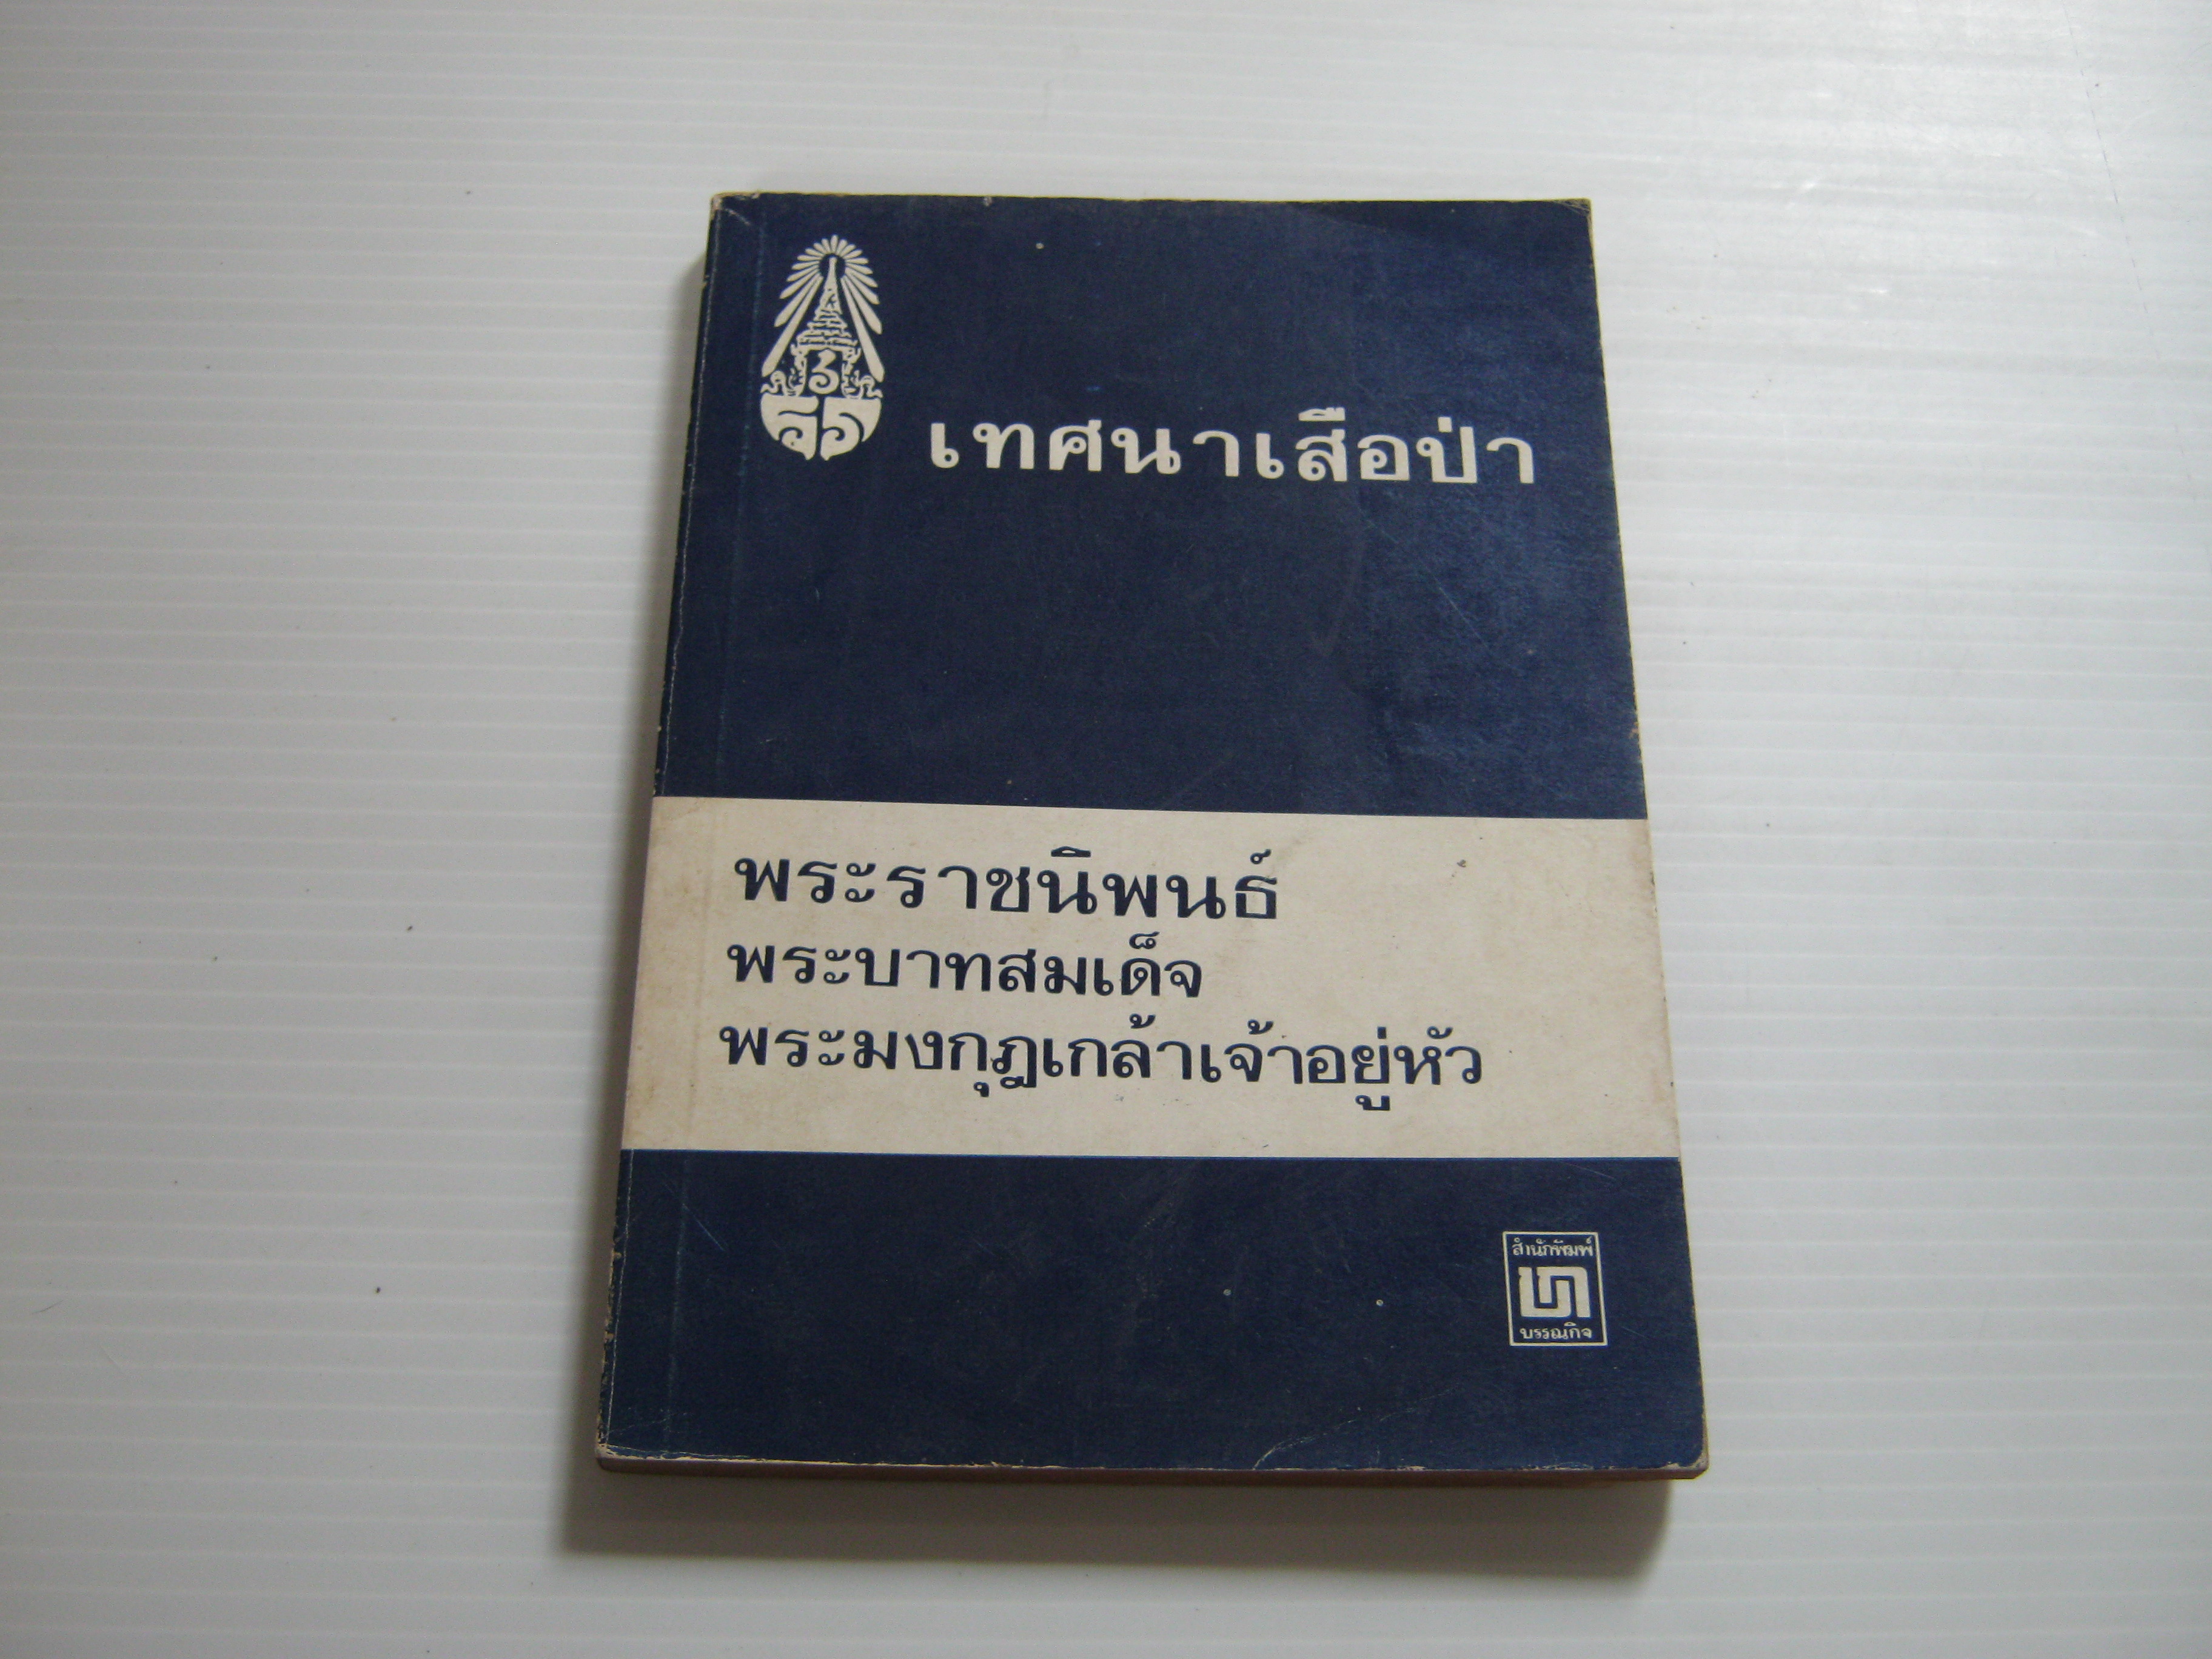 เทศนาเสือป่า
พระราชนิพนธ์
พระบาทสมเด็จ
พระมงกุฎเกล้าเจ้าอยู่หัว
สำนักพิมพ์
บรรณกิจ